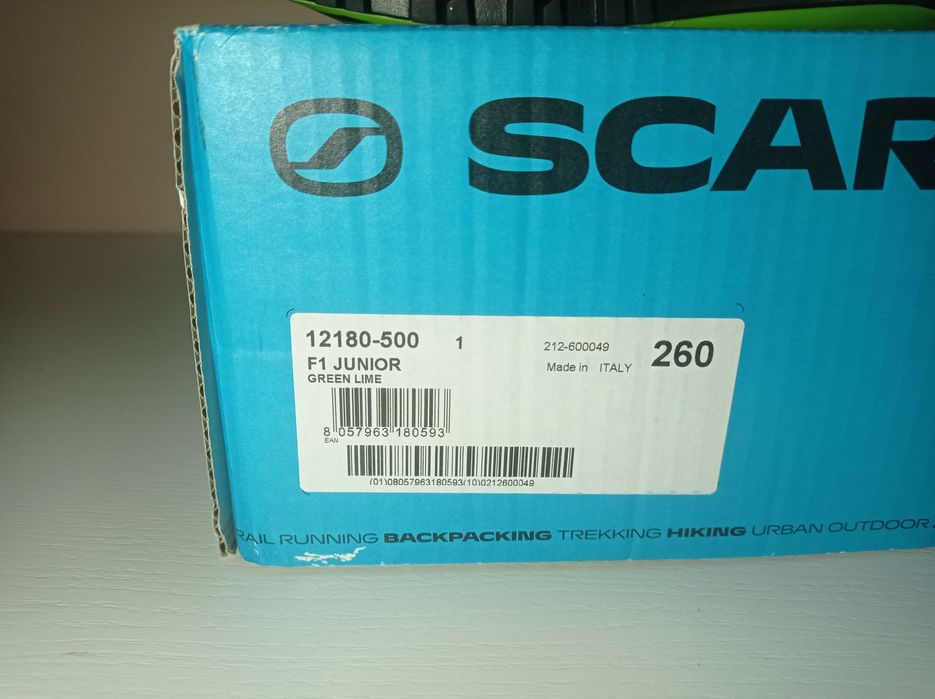 SCAR
12180-500 1 212-600049 260
F1 JUNIOR Made in ITALY
GREEN LIME
8 057963 180593
EAN
(01)08057963180593(10)0212600049
RAIL RUNNING BACKPACKING TREKKING HIKING URBAN OUTDOOR